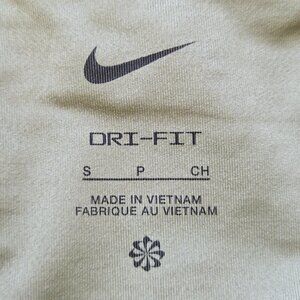 DRI-FIT
S P CH
MADE IN VIETNAM
FABRIQUE AU VIETNAM